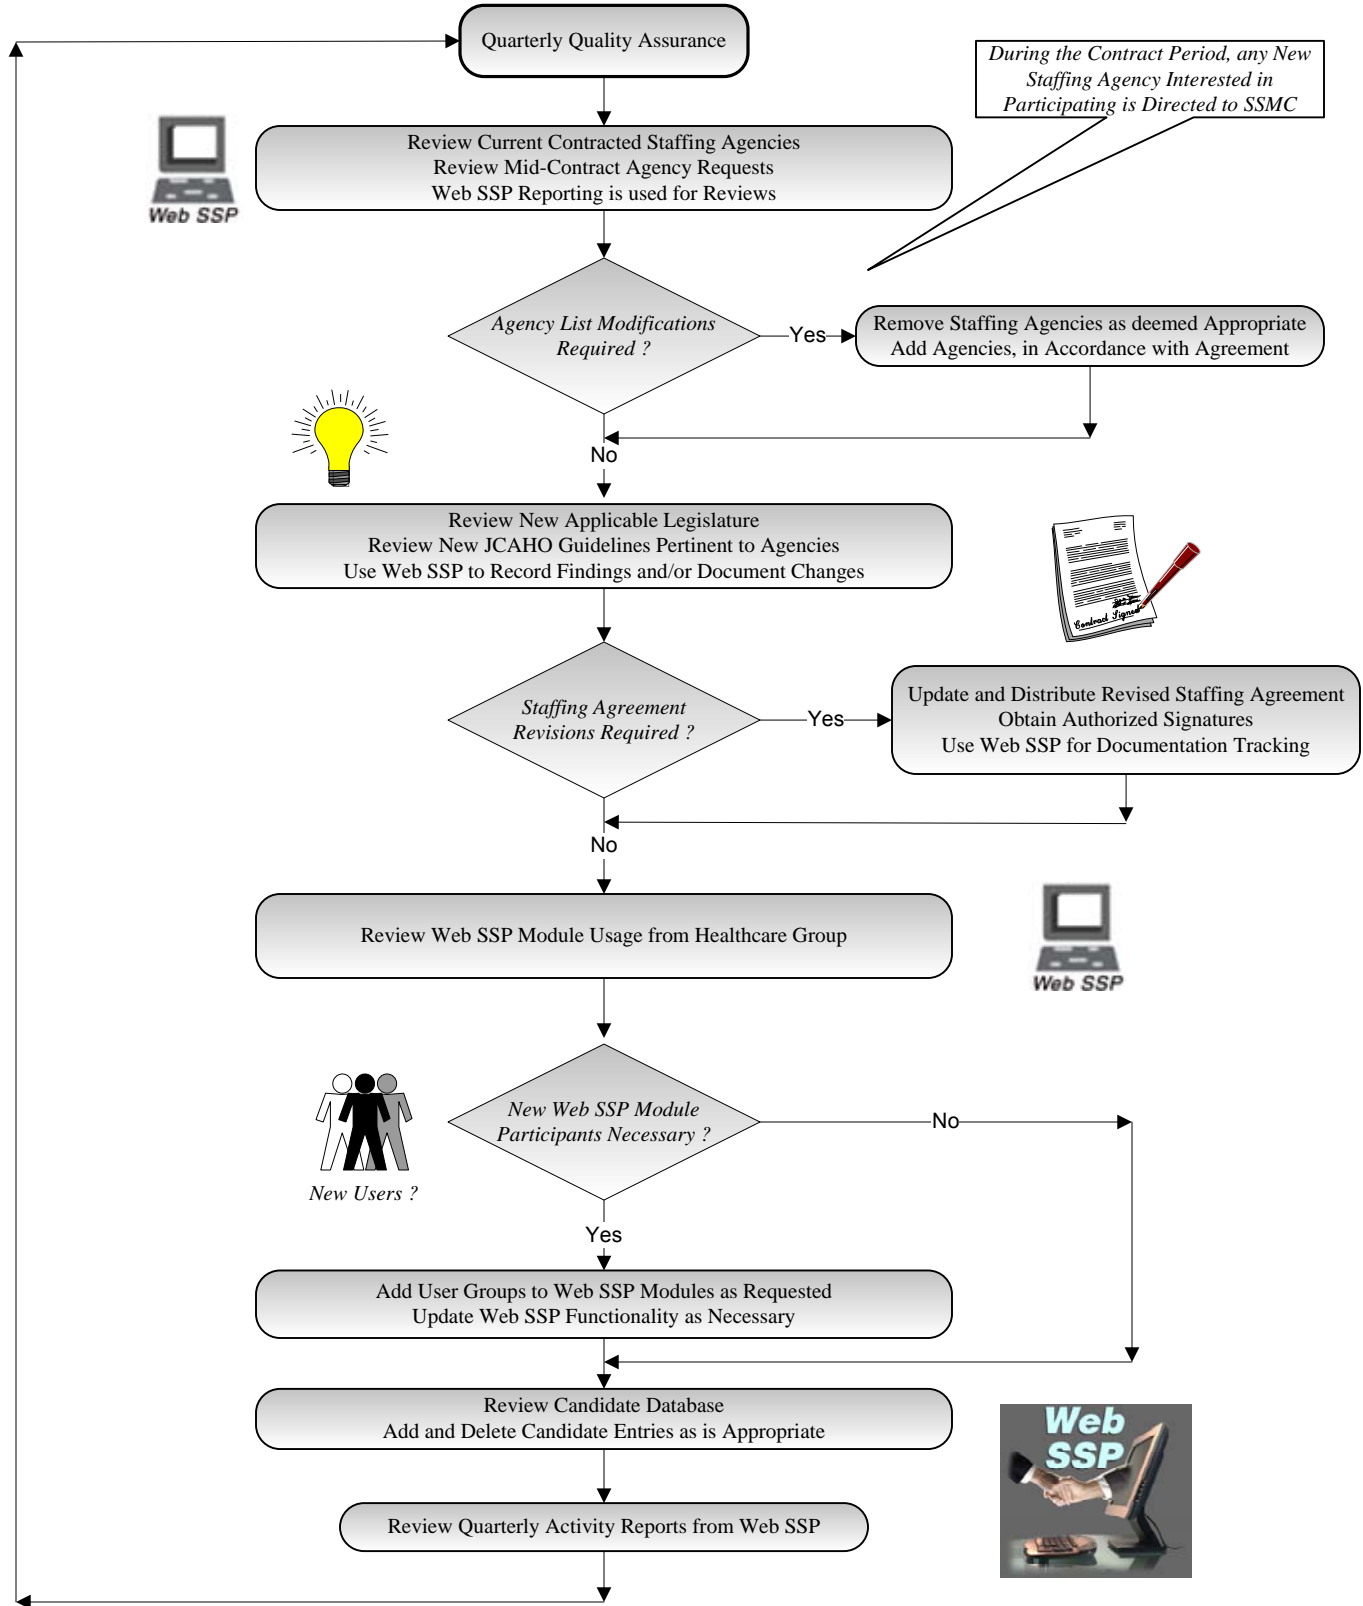 Quarterly Quality Assurance
During the Contract Period, any New
Staffing Agency Interested in
Participating is Directed to SSMC
Review Current Contracted Staffing Agencies
Review Mid-Contract Agency Requests
Web SSP Reporting is used for Reviews
Web SSP
Agency List Modifications
Required ?
Yes
Remove Staffing Agencies as deemed Appropriate
Add Agencies, in Accordance with Agreement
No
Review New Applicable Legislature
Review New JCAHO Guidelines Pertinent to Agencies
Use Web SSP to Record Findings and/or Document Changes
Contract Signed
Staffing Agreement
Revisions Required ?
Yes
Update and Distribute Revised Staffing Agreement
Obtain Authorized Signatures
Use Web SSP for Documentation Tracking
No
Review Web SSP Module Usage from Healthcare Group
Web SSP
New Web SSP Module
Participants Necessary ?
No
New Users ?
Yes
Add User Groups to Web SSP Modules as Requested
Update Web SSP Functionality as Necessary
Review Candidate Database
Add and Delete Candidate Entries as is Appropriate
Web
SSP
Review Quarterly Activity Reports from Web SSP